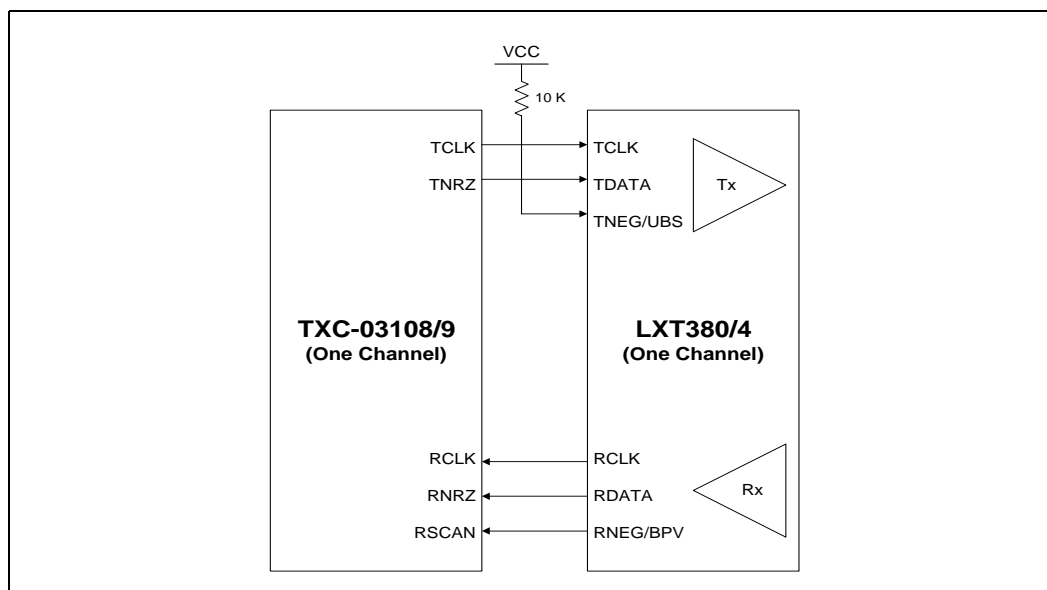 VCC
10 K
TCLK
TCLK
TNRZ
TDATA
Tx
TNEG/UBS
TXC-03108/9
(One Channel)
LXT380/4
(One Channel)
RCLK
RCLK
RNRZ
RDATA
Rx
RSCAN
RNEG/BPV